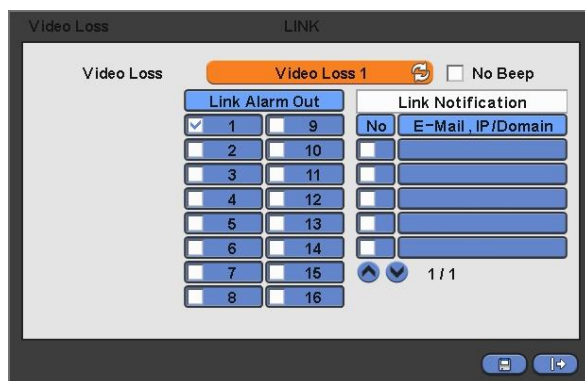 Video Loss LINK
Video Loss Video Loss 1 No Beep
Link Alarm Out Link Notification
1 9 No E-Mail , IP/Domain
2 10
3 11
4 12
5 13
6 14
7 15 1 / 1
8 16